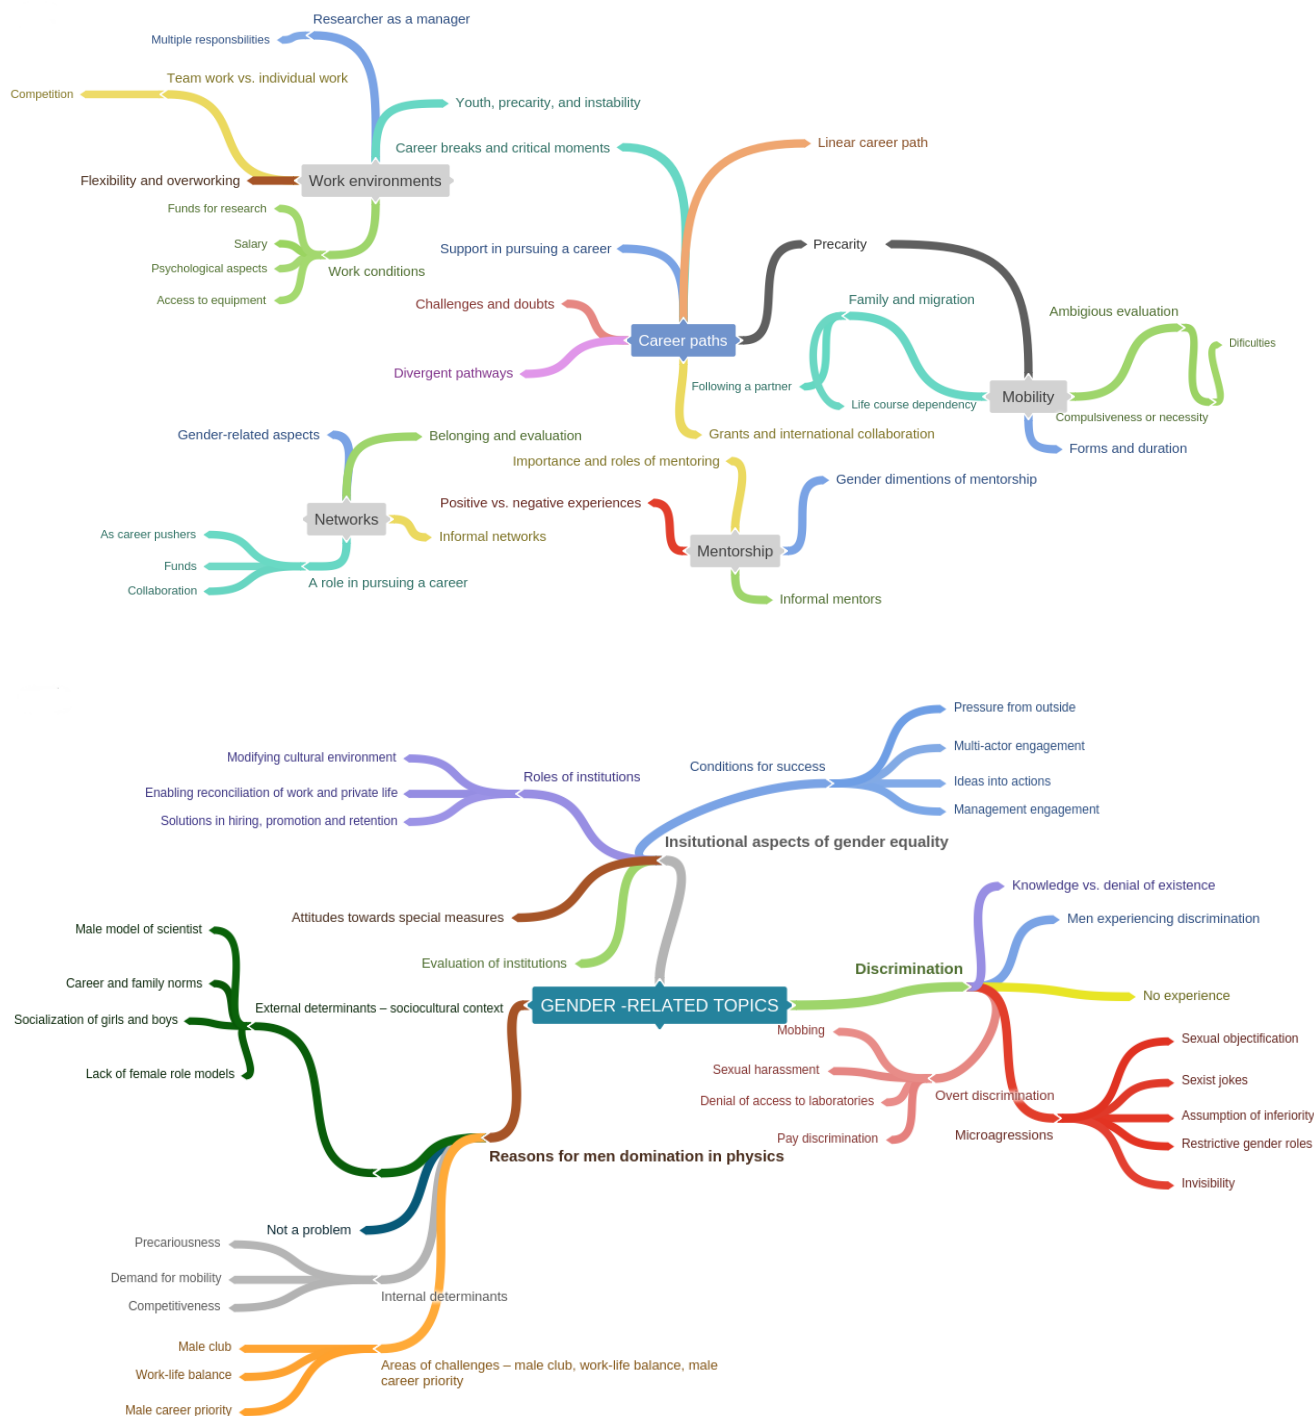 Researcher as a manager
Multiple responsbilities
Team work vs. individual work
Competition
Youth, precarity, and instability
Career breaks and critical moments
Linear career path
Work environments
Flexibility and overworking
Funds for research
Salary
Psychological aspects
Access to equipment
Work conditions
Support in pursuing a career
Precarity
Challenges and doubts
Family and migration
Ambigious evaluation
Career paths
Dificulties
Divergent pathways
Following a partner
Mobility
Life course dependency
Compulsiveness or necessity
Gender-related aspects
Belonging and evaluation
Grants and international collaboration
Forms and duration
Importance and roles of mentoring
Gender dimentions of mentorship
Positive vs. negative experiences
Networks
As career pushers
Informal networks
Mentorship
Funds
A role in pursuing a career
Collaboration
Informal mentors
Pressure from outside
Modifying cultural environment
Roles of institutions
Conditions for success
Multi-actor engagement
Enabling reconciliation of work and private life
Ideas into actions
Solutions in hiring, promotion and retention
Management engagement
Insitutional aspects of gender equality
Knowledge vs. denial of existence
Attitudes towards special measures
Men experiencing discrimination
Male model of scientist
Evaluation of institutions
Discrimination
Career and family norms
No experience
External determinants – sociocultural context
GENDER -RELATED TOPICS
Socialization of girls and boys
Mobbing
Sexual objectification
Lack of female role models
Sexual harassment
Sexist jokes
Denial of access to laboratories
Overt discrimination
Assumption of inferiority
Pay discrimination
Microagressions
Restrictive gender roles
Reasons for men domination in physics
Invisibility
Not a problem
Precariousness
Demand for mobility
Internal determinants
Competitiveness
Male club
Areas of challenges – male club, work-life balance, male
career priority
Work-life balance
Male career priority